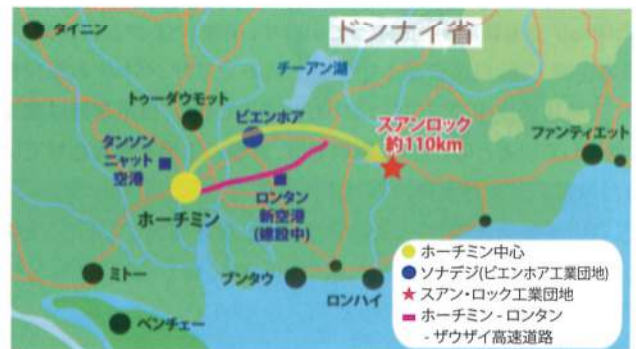 ドンナイ省
タイニン
チーアン湖
トゥーダウモット
ビエンホア
スアンロック
約110km
ファンティエット
タンソン
ニャット
空港
ホーチミン
ロンタン
新空港
(建設中)
ミトー
ブンタウ
ロンハイ
ベンチェー
ホーチミン中心
ソナデジ(ビエンホア工業団地)
スアン・ロック工業団地
ホーチミン - ロンタン
- ザウザイ高速道路